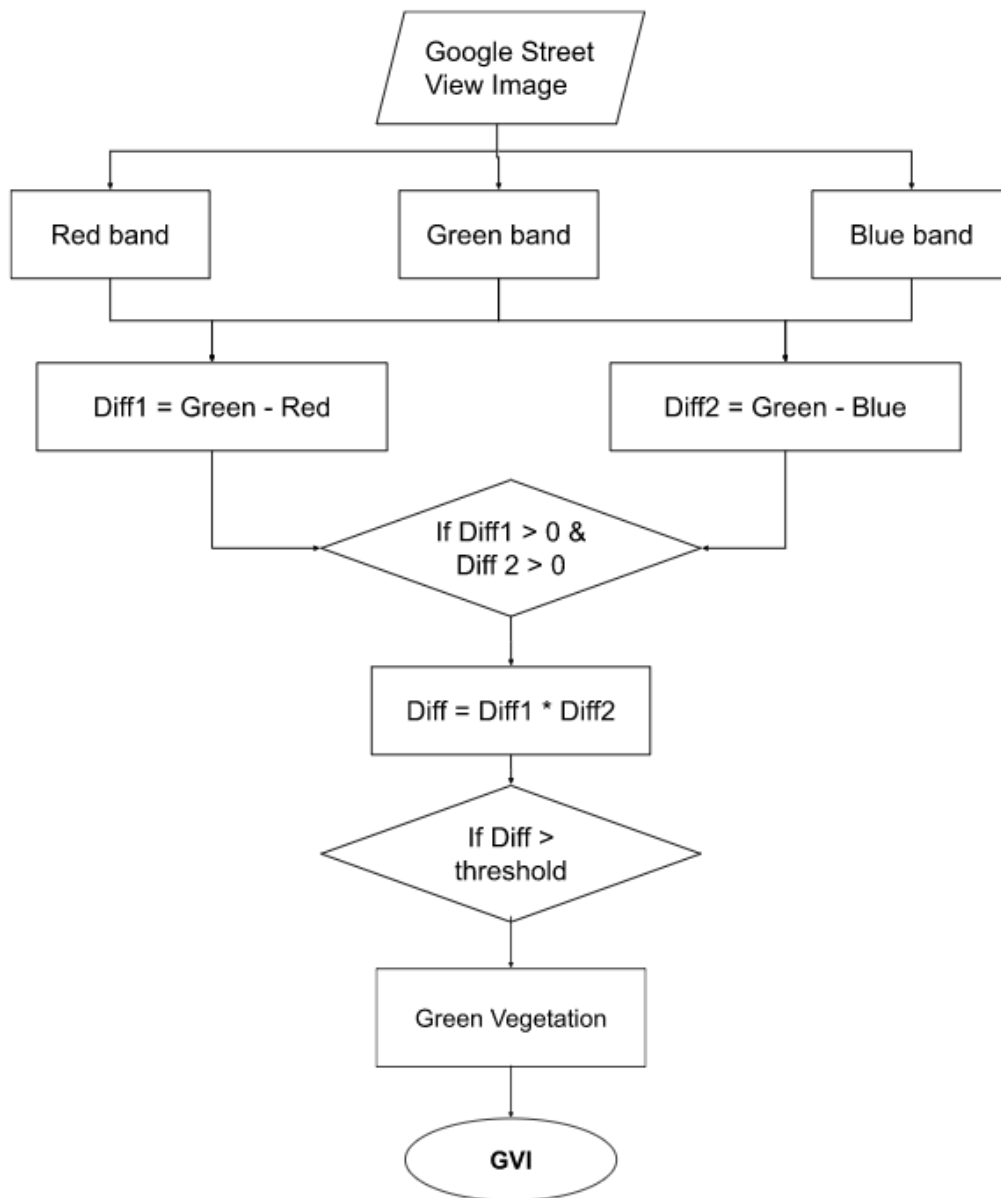 Google Street
View Image
Red band
Green band
Blue band
Diff1 = Green - Red
Diff2 = Green - Blue
If Diff1 > 0 &
Diff 2 > 0
Diff = Diff1 * Diff2
If Diff >
threshold
Green Vegetation
GVI